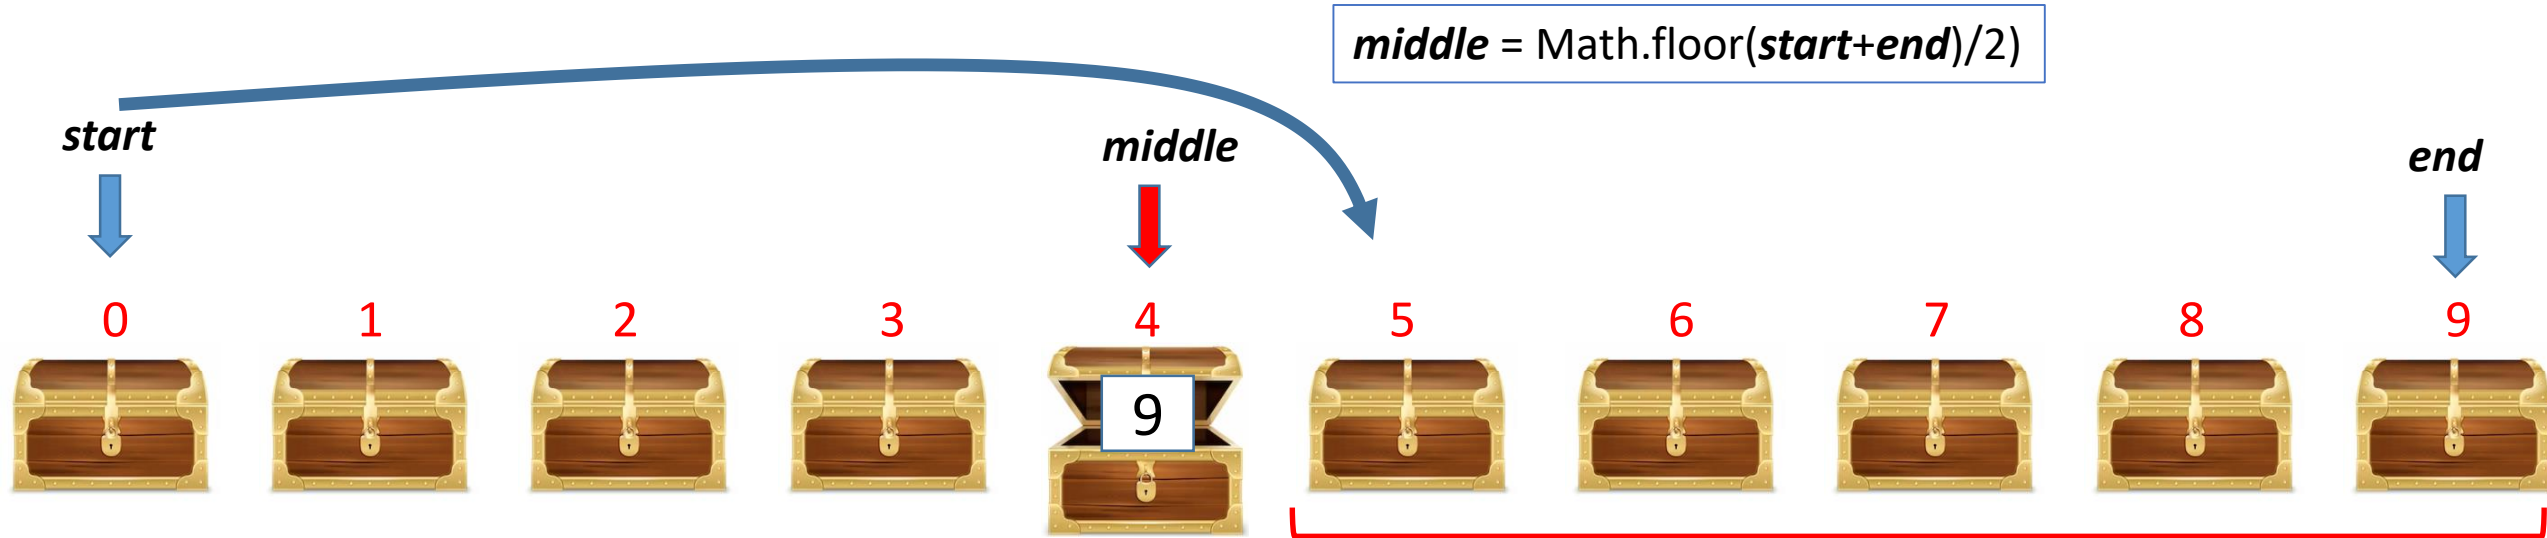 middle = Math.floor(start+end)/2)
start
middle
end
0 1 2 3 4 5 6 7 8 9
9